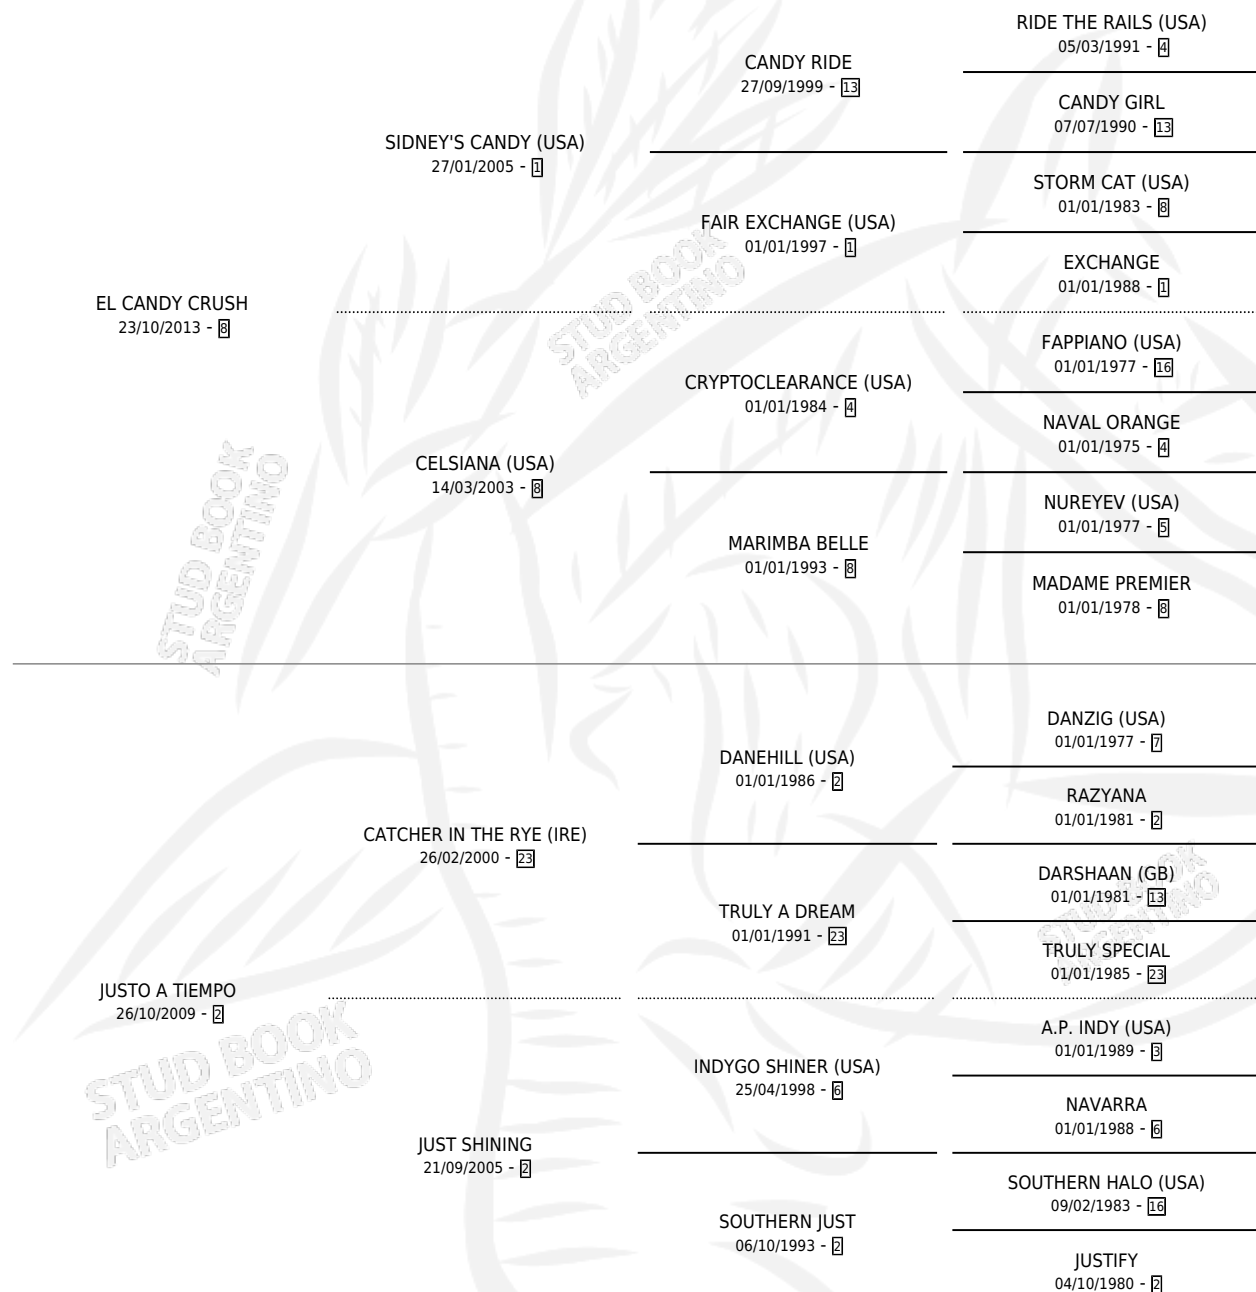 RIDE THE RAILS (USA)
05/03/1991 - 4
CANDY RIDE
27/09/1999 - 13
CANDY GIRL
07/07/1990 - 13
SIDNEY'S CANDY (USA)
27/01/2005 - 1
STORM CAT (USA)
01/01/1983 - 8
FAIR EXCHANGE (USA)
01/01/1997 - 1
EXCHANGE
01/01/1988 - 1
EL CANDY CRUSH
23/10/2013 - 8
STUD BOOK
ARGENTINO
FAPPIANO (USA)
01/01/1977 - 16
CRYPTOCLEARANCE (USA)
01/01/1984 - 4
NAVAL ORANGE
01/01/1975 - 4
CELSIANA (USA)
14/03/2003 - 8
NUREYEV (USA)
01/01/1977 - 5
MARIMBA BELLE
01/01/1993 - 8
MADAME PREMIER
01/01/1978 - 8
STUD BOOK
ARGENTINO
DANZIG (USA)
01/01/1977 - 7
DANEHILL (USA)
01/01/1986 - 2
RAZYANA
01/01/1981 - 2
CATCHER IN THE RYE (IRE)
26/02/2000 - 23
DARSHAAN (GB)
01/01/1981 - 13
TRULY A DREAM
01/01/1991 - 23
STUD BOOK
ARGENTINO
TRULY SPECIAL
01/01/1985 - 23
JUSTO A TIEMPO
26/10/2009 - 2
A.P. INDY (USA)
01/01/1989 - 3
INDYGO SHINER (USA)
25/04/1998 - 6
STUD BOOK
ARGENTINO
NAVARRA
01/01/1988 - 6
JUST SHINING
21/09/2005 - 2
SOUTHERN HALO (USA)
09/02/1983 - 16
SOUTHERN JUST
06/10/1993 - 2
JUSTIFY
04/10/1980 - 2